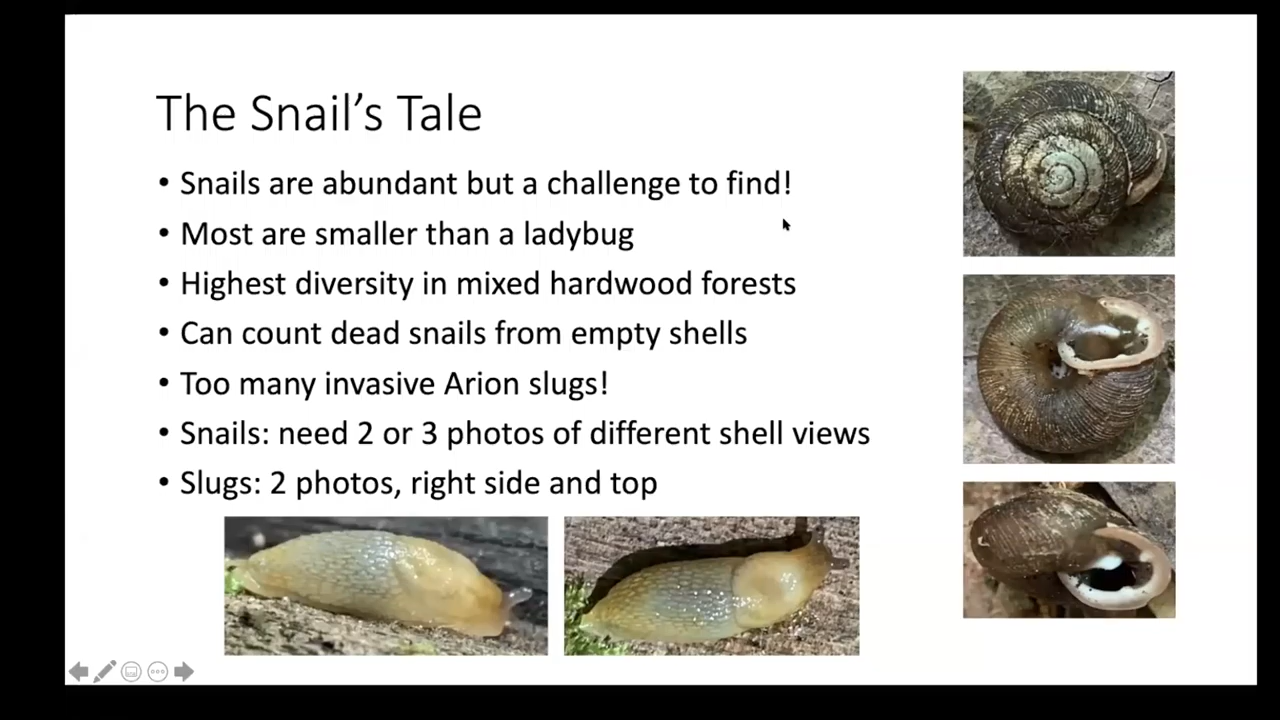 The Snail’s Tale
• Snails are abundant but a challenge to find!
• Most are smaller than a ladybug
• Highest diversity in mixed hardwood forests
• Can count dead snails from empty shells
• Too many invasive Arion slugs!
• Snails: need 2 or 3 photos of different shell views
• Slugs: 2 photos, right side and top